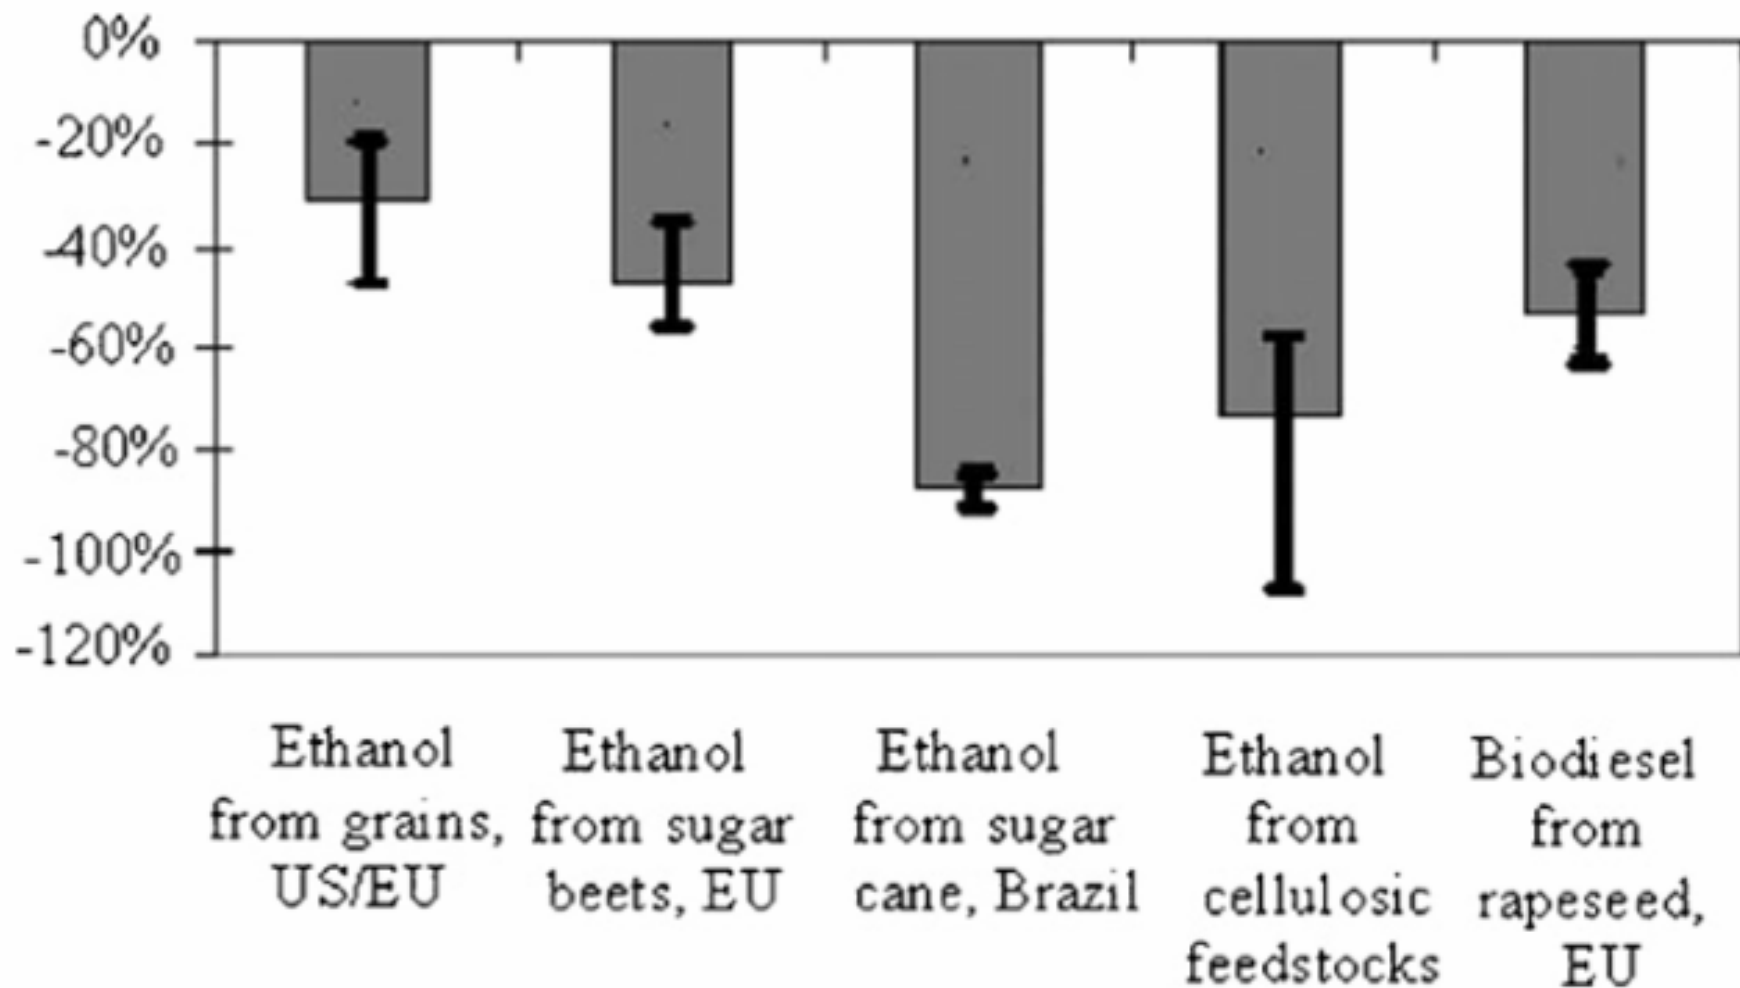 0%
-20%
-40%
-60%
-80%
-100%
-120%
Ethanol
from grains,
US/EU
Ethanol
from sugar
beets, EU
Ethanol
from sugar
cane, Brazil
Ethanol
from
cellulosic
feedstocks
Biodiesel
from
rapeseed,
EU